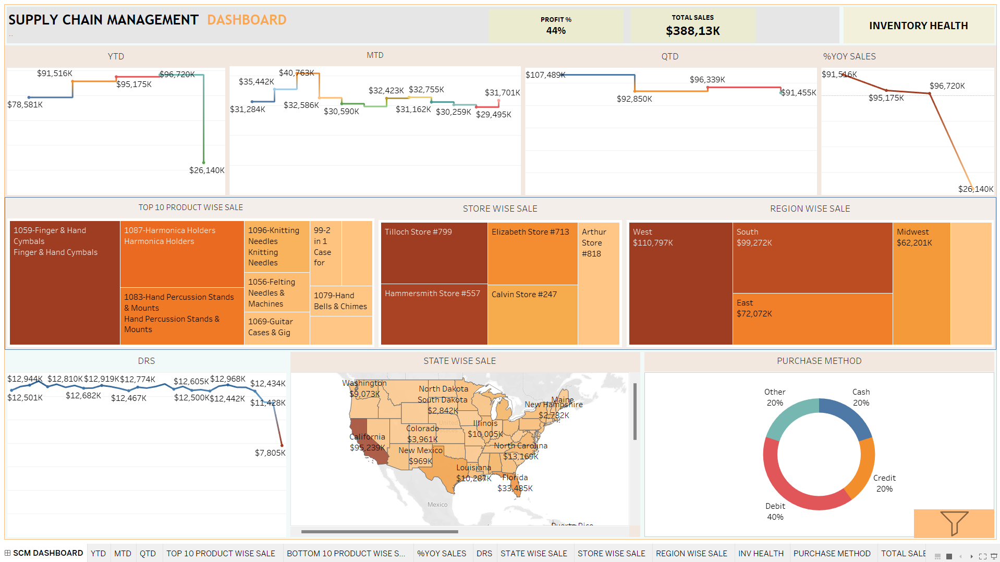 SUPPLY CHAIN MANAGEMENT DASHBOARD
..
PROFIT %
44%
TOTAL SALES
$388,13K
INVENTORY HEALTH
YTD
$91,516K
$96,720K
$95,175K
$78,581K
$26,140K
MTD
$40,763K
$35,442K
$32,423K
$32,755K
$31,701K
$31,284K
$32,586K
$30,590K
$31,162K
$30,259K
$29,495K
QTD
$107,489K
$96,339K
$92,850K
$91,455K
%YOY SALES
$91,516K
$96,720K
$95,175K
$26,140K
TOP 10 PRODUCT WISE SALE
1059-Finger & Hand
Cymbals
Finger & Hand Cymbals
1087-Harmonica Holders
Harmonica Holders
1083-Hand Percussion Stands
& Mounts
Hand Percussion Stands &
Mounts
1096-Knitting
Needles
Knitting
Needles
1056-Felting
Needles &
Machines
1069-Guitar
Cases & Gig
99-2
in 1
Case
for
1079-Hand
Bells & Chimes
STORE WISE SALE
Tilloch Store #799
Hammersmith Store #557
Elizabeth Store #713
Calvin Store #247
Arthur
Store
#818
REGION WISE SALE
West
$110,797K
South
$99,272K
East
$72,072K
Midwest
$62,201K
DRS
$12,944K
$12,810K
$12,919K
$12,774K
$12,605K
$12,968K
$12,434K
$12,501K
$12,682K
$12,467K
$12,500K
$12,442K
$11,428K
$7,805K
STATE WISE SALE
Washington
$9,073K
North Dakota
South Dakota
$2,842K
Maine
New Hampshire
$2,732K
United
States
Illinois
$10,005K
Colorado
$3,961K
California
$95,239K
New Mexico
$969K
North Carolina
$13,169K
Louisiana
$10,287K
Florida
$33,485K
Mexico
Puerto Rico
PURCHASE METHOD
Other
20%
Cash
20%
Credit
20%
Debit
40%
SCM DASHBOARD
YTD
MTD
QTD
TOP 10 PRODUCT WISE SALE
BOTTOM 10 PRODUCT WISE S...
%YOY SALES
DRS
STATE WISE SALE
STORE WISE SALE
REGION WISE SALE
INV HEALTH
PURCHASE METHOD
TOTAL SALE